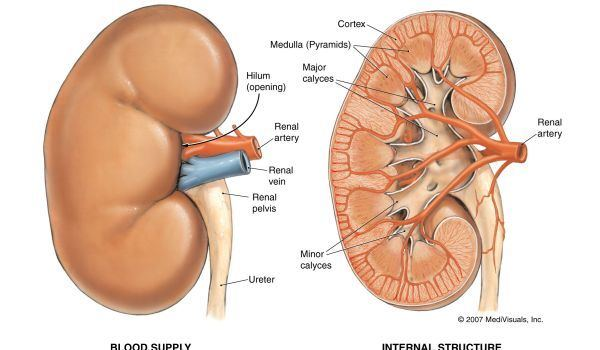 Hilum
(opening)
Renal
artery
Renal
vein
Renal
pelvis
Ureter
BLOOD SUPPLY
Cortex
Medulla (Pyramids)
Major
calyces
Renal
artery
Minor
calyces
© 2007 MediVisuals, Inc.
INTERNAL STRUCTURE